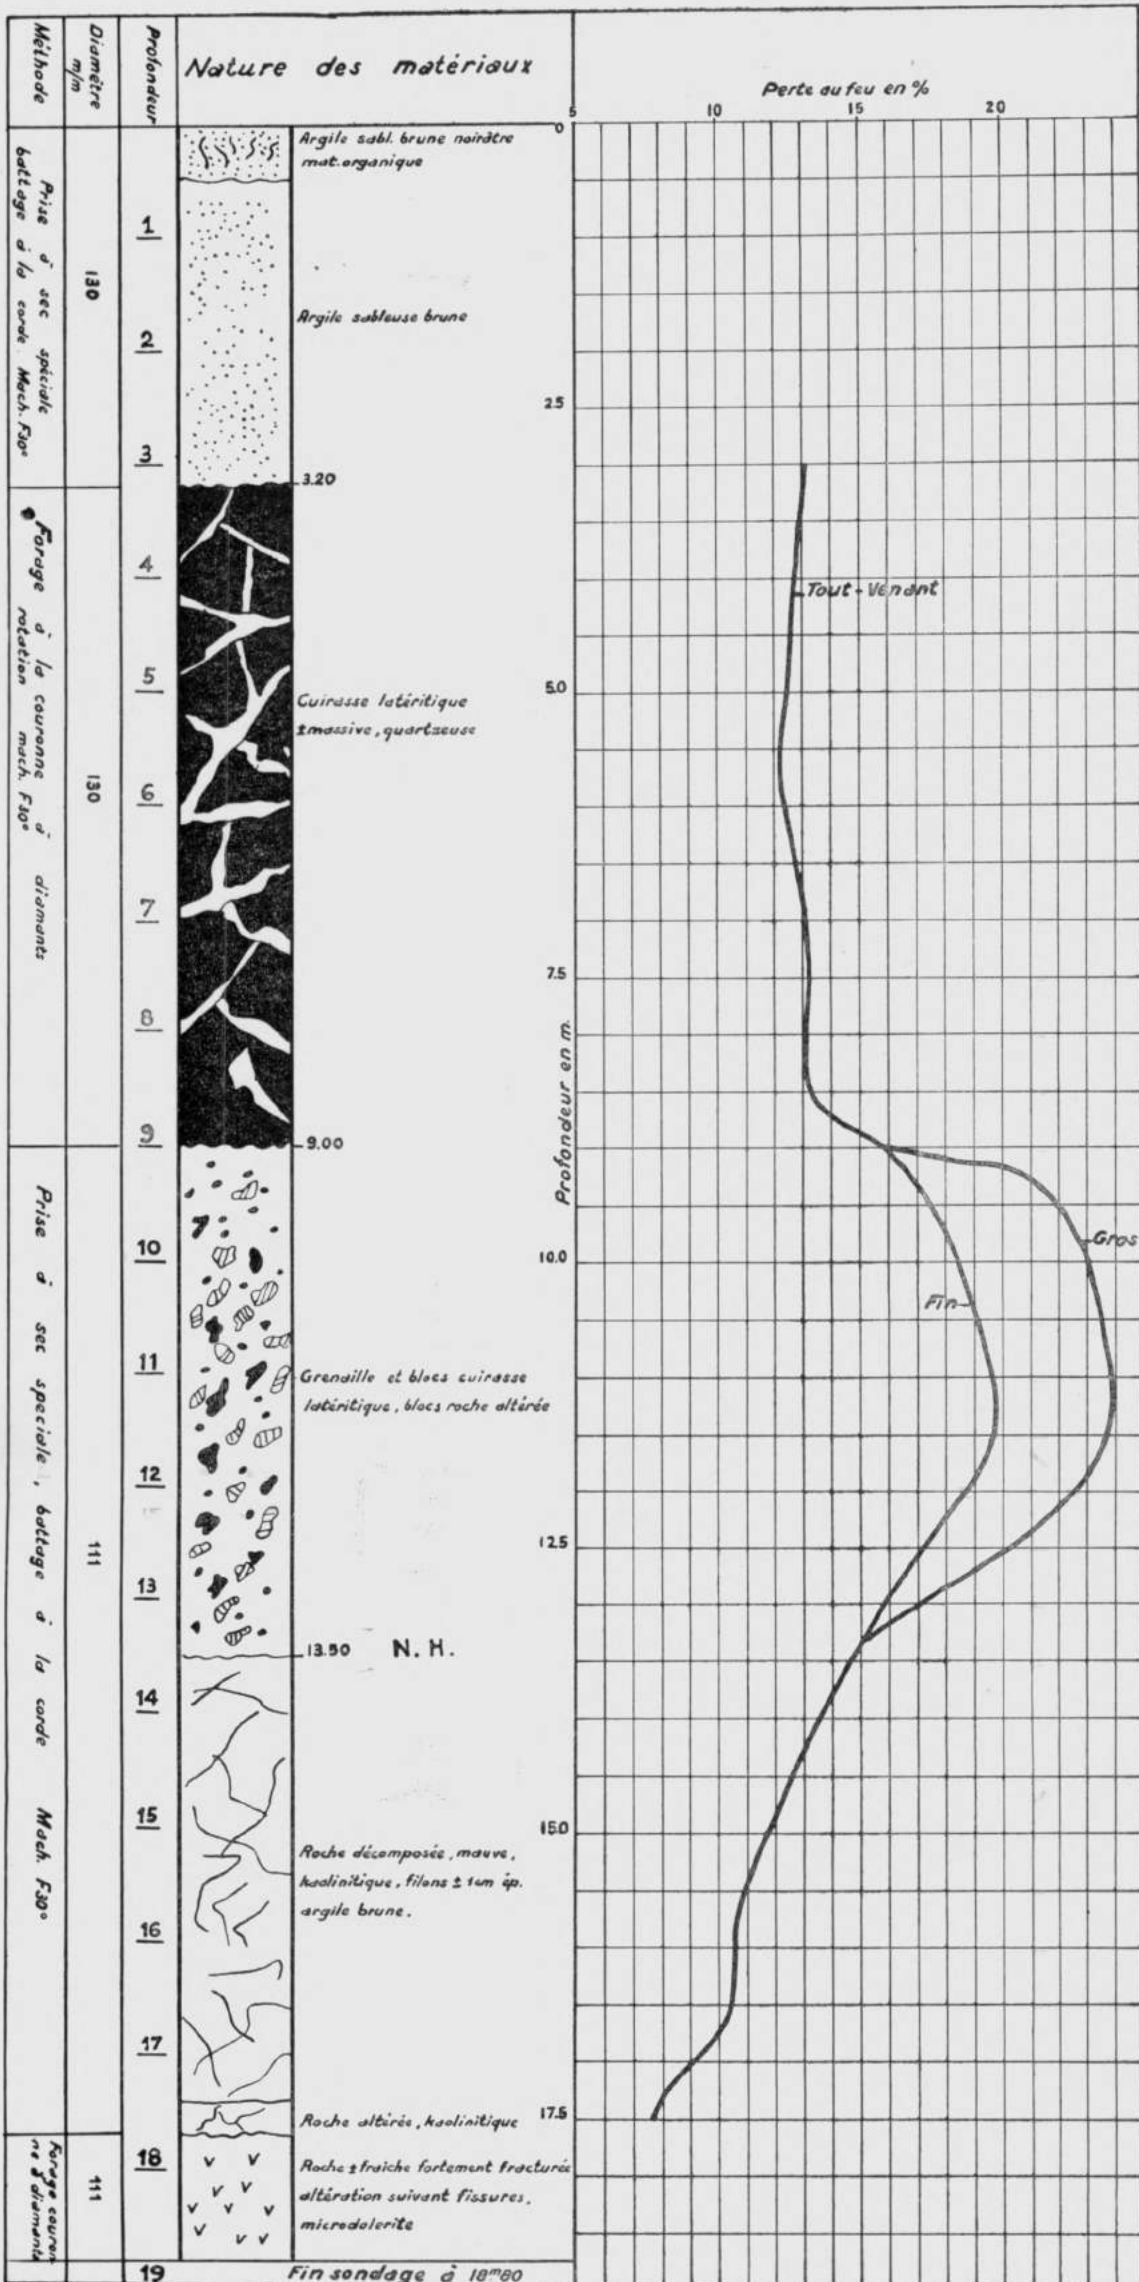 Méthode
Diamètre
m/m
Profondeur
Nature des matériaux
Perte au feu en %
5 10 15 20
Prise à sec spéciale
battage à la corde. Mach. F30°
130
1
2
3
Argile sabl. brune noirâtre
mat. organique
Argile sableuse brune
3.20
Forage à la couronne à diamants
rotation mach. F30°
130
4
5
6
7
8
9
Cuirasse latéritique
±massive, quartzeuse
9.00
Prise à sec speciale, battage à la corde Mach. F30°
111
10
11
12
13
14
15
16
17
Grenaille et blocs cuirasse
latéritique, blocs roche altérée
13.50 N. H.
Roche décomposée, mauve,
kaolinitique, filons ± 1cm ép.
argile brune.
Roche altérée, kaolinitique
Forage couron-
ne à diamants
111
18
19
Roche ± fraiche fortement fracturée
altération suivant fissures.
microdolerite
Fin sondage à 18m80
Profondeur en m.
0
2.5
5.0
7.5
10.0
12.5
15.0
17.5
Tout-Venant
Gros
Fin